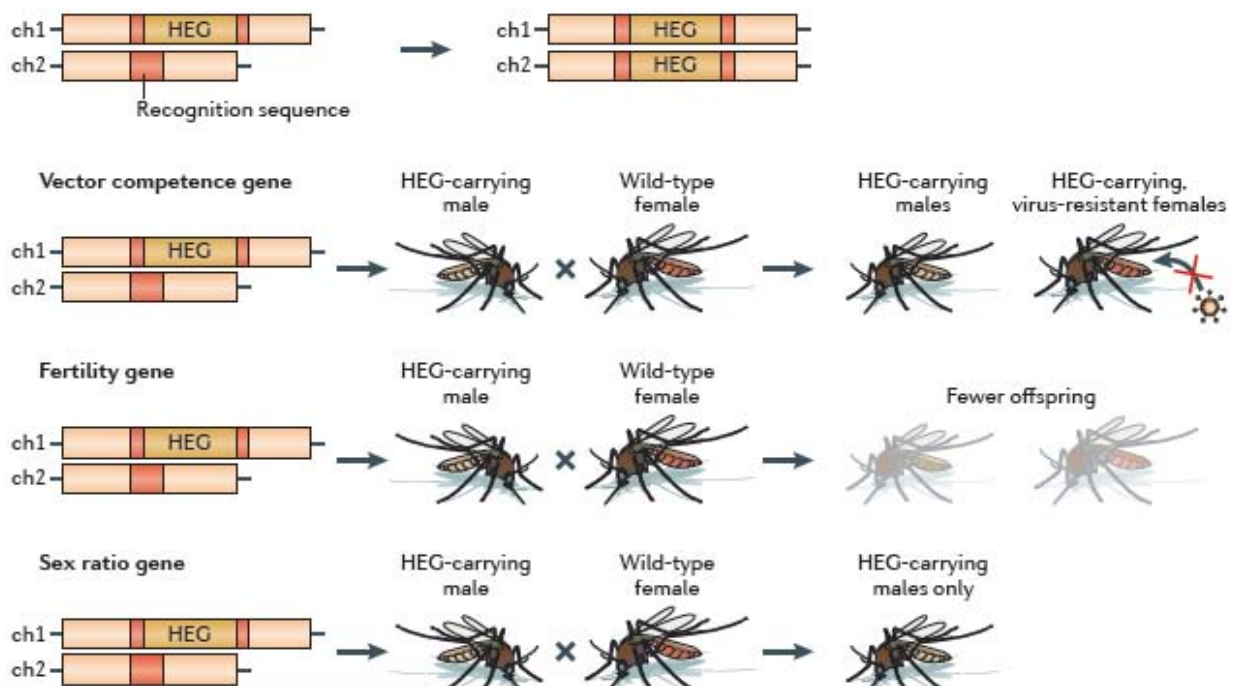 ch1
HEG
ch2
Recognition sequence
ch1
HEG
ch2
HEG
Vector competence gene
ch1
HEG
ch2
HEG-carrying
male
Wild-type
female
HEG-carrying
males
HEG-carrying,
virus-resistant females
Fertility gene
ch1
HEG
ch2
HEG-carrying
male
Wild-type
female
Fewer offspring
Sex ratio gene
ch1
HEG
ch2
HEG-carrying
male
Wild-type
female
HEG-carrying
males only